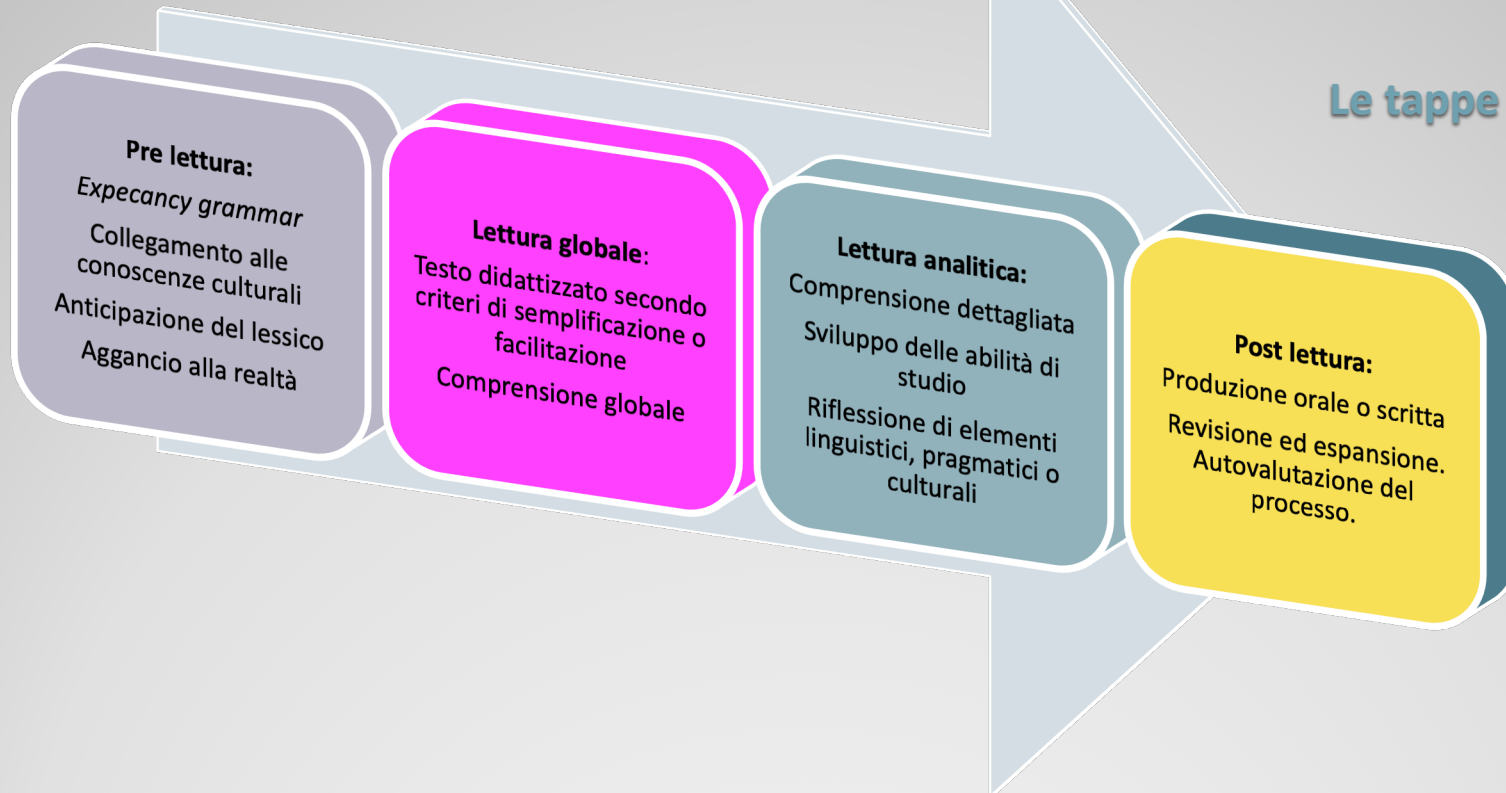 Le tappe
Pre lettura:
Expecancy grammar
Collegamento alle
conoscenze culturali
Anticipazione del lessico
Aggancio alla realtà
Lettura globale:
Testo didattizzato secondo
criteri di semplificazione o
facilitazione
Comprensione globale
Lettura analitica:
Comprensione dettagliata
Sviluppo delle abilità di
studio
Riflessione di elementi
linguistici, pragmatici o
culturali
Post lettura:
Produzione orale o scritta
Revisione ed espansione.
Autovalutazione del
processo.